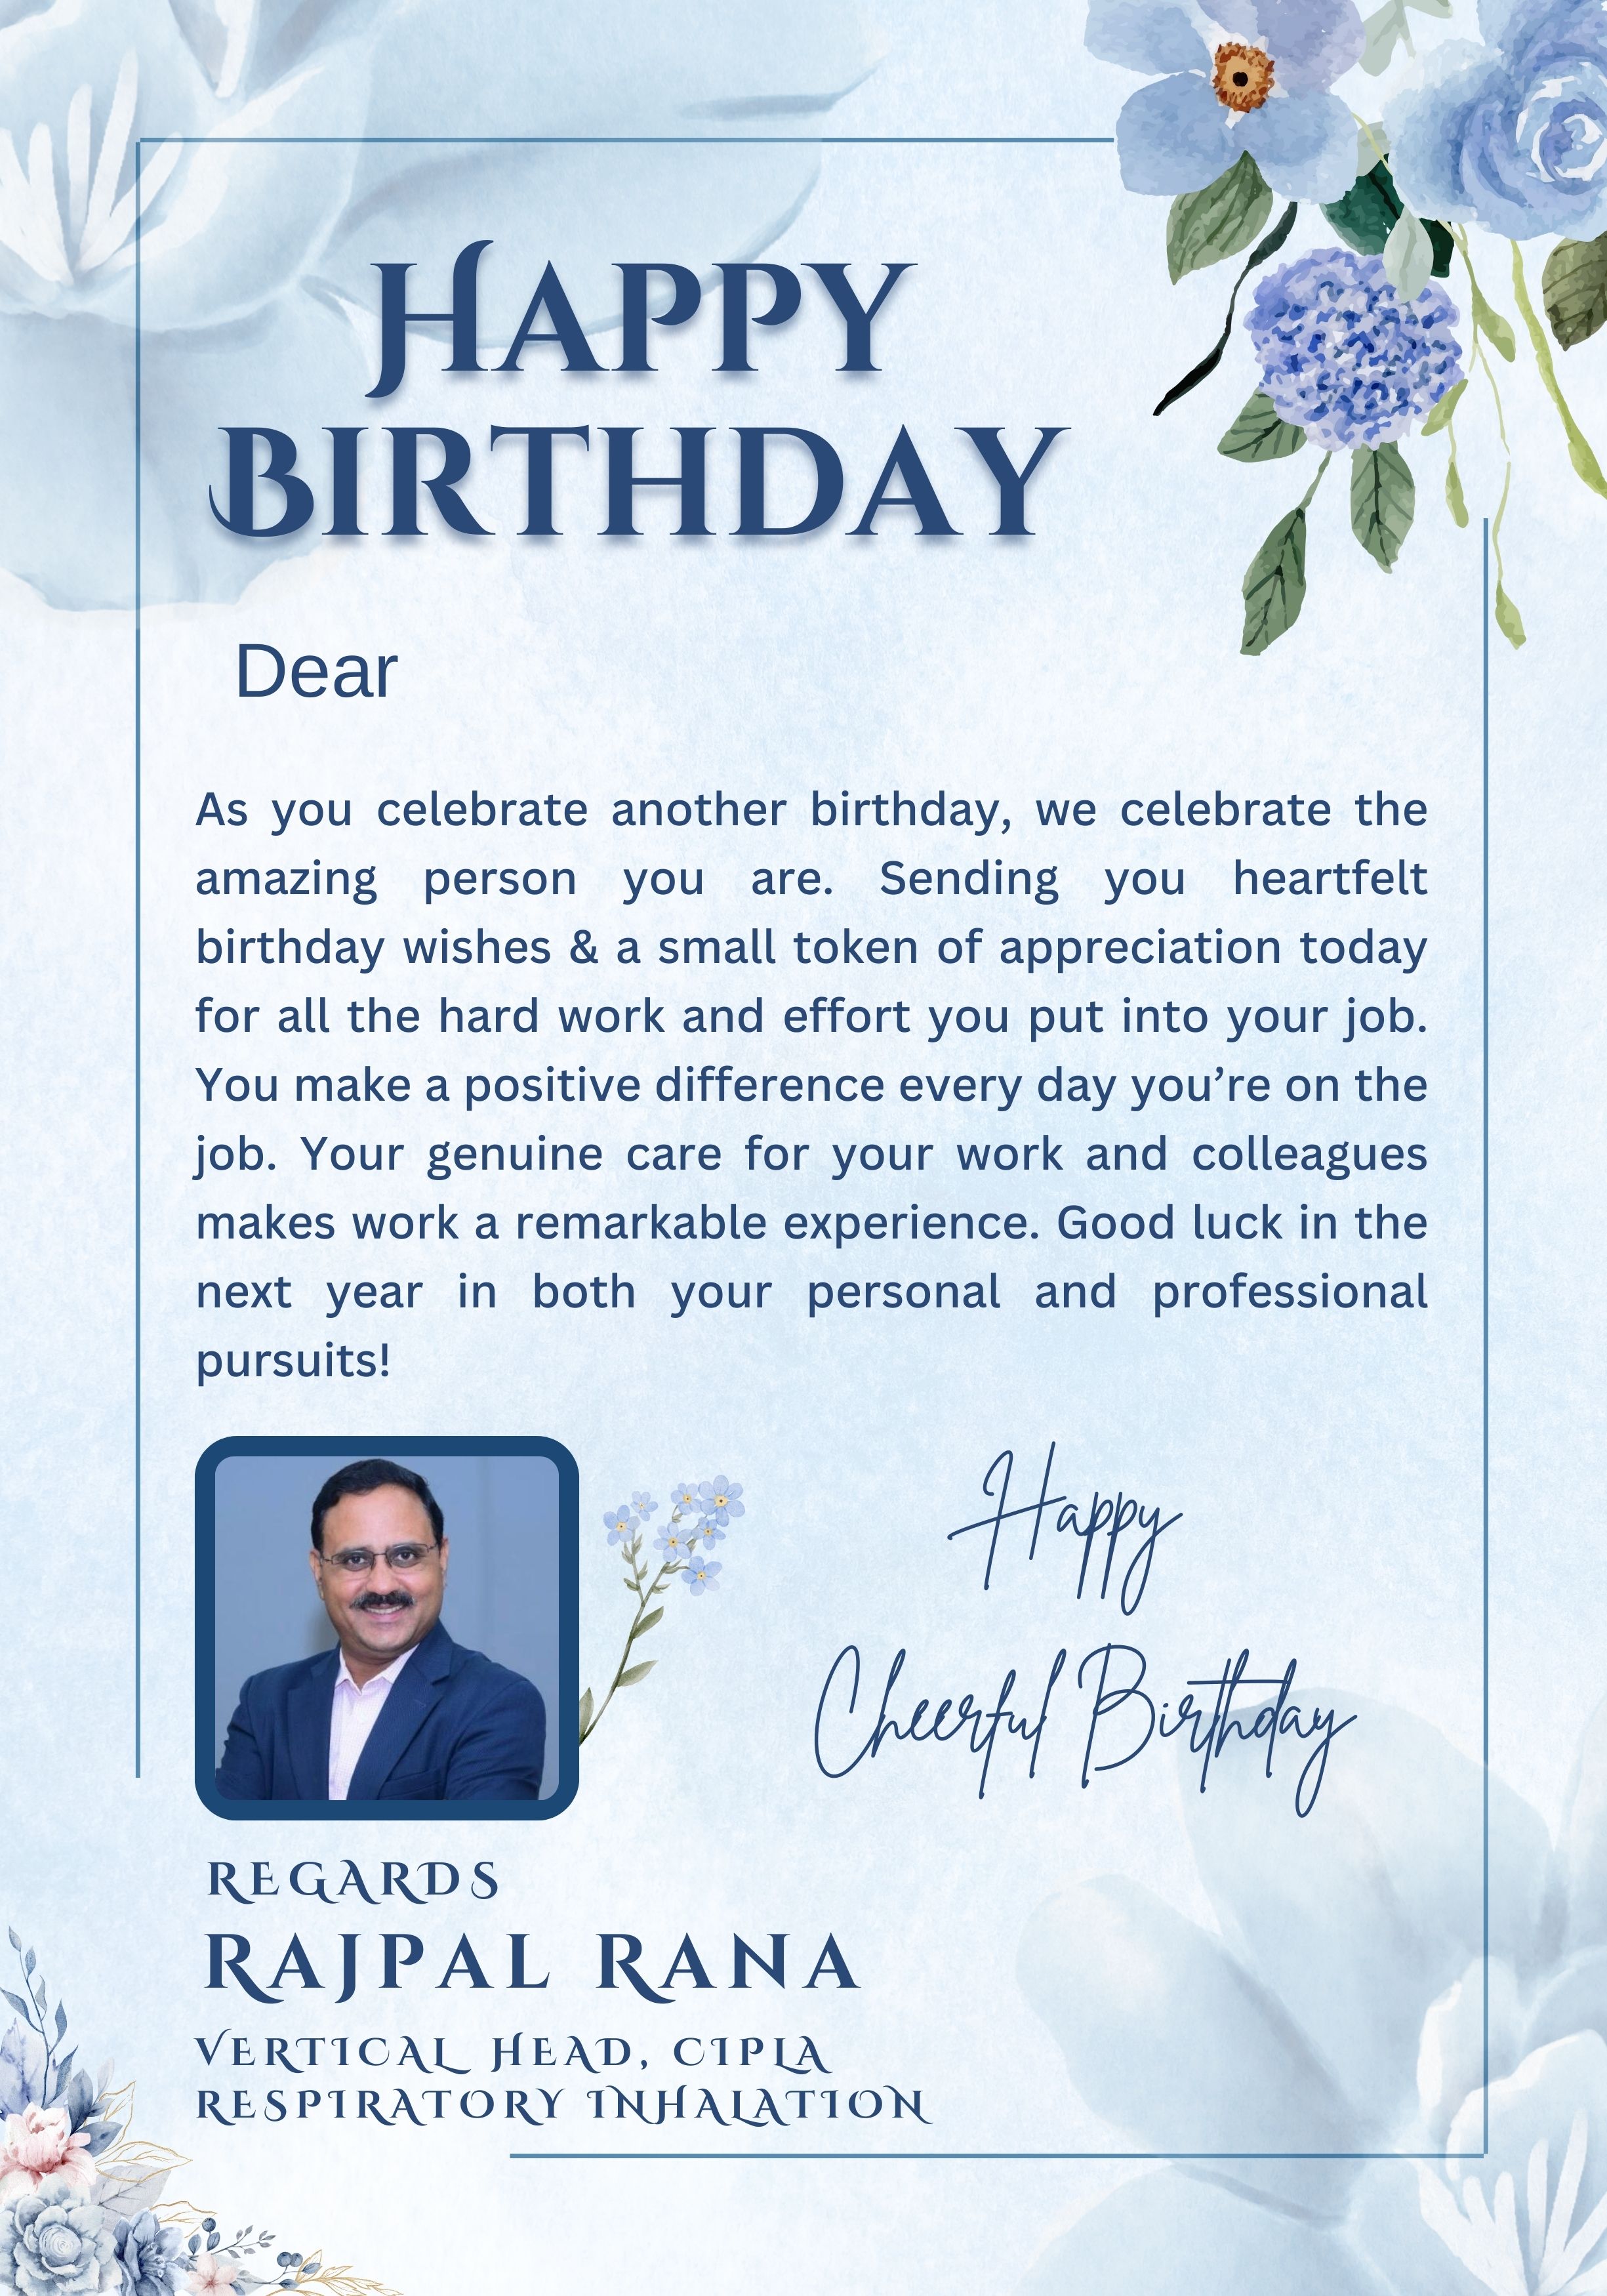 Happy
Birthday
Dear
As you celebrate another birthday, we celebrate the
amazing person you are. Sending you heartfelt
birthday wishes & a small token of appreciation today
for all the hard work and effort you put into your job.
You make a positive difference every day you’re on the
job. Your genuine care for your work and colleagues
makes work a remarkable experience. Good luck in the
next year in both your personal and professional
pursuits!
Happy
Cheerful Birthday
REGARDS
RAJPAL RANA
VERTICAL HEAD, CIPLA
RESPIRATORY INHALATION